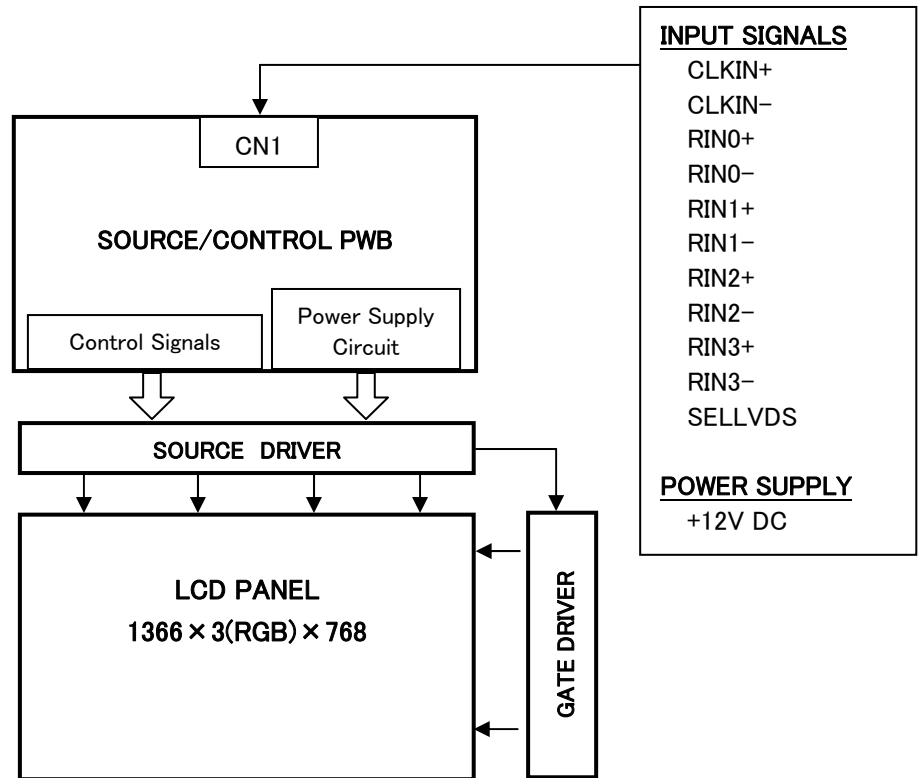 INPUT SIGNALS
CLKIN+
CLKIN-
RIN0+
RIN0-
RIN1+
RIN1-
RIN2+
RIN2-
RIN3+
RIN3-
SELLVDS
POWER SUPPLY
+12V DC
CN1
SOURCE/CONTROL PWB
Control Signals
Power Supply
Circuit
SOURCE DRIVER
LCD PANEL
1366×3(RGB)×768
GATE DRIVER